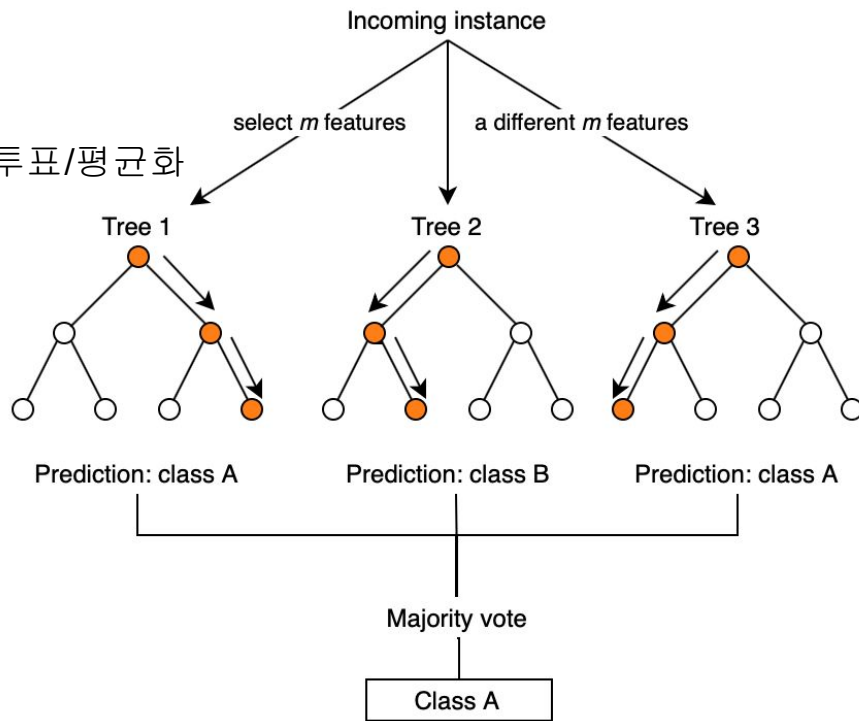 Incoming instance
select m features
a different m features
투표/평균화
Tree 1
Tree 2
Tree 3
Prediction: class A
Prediction: class B
Prediction: class A
Majority vote
Class A